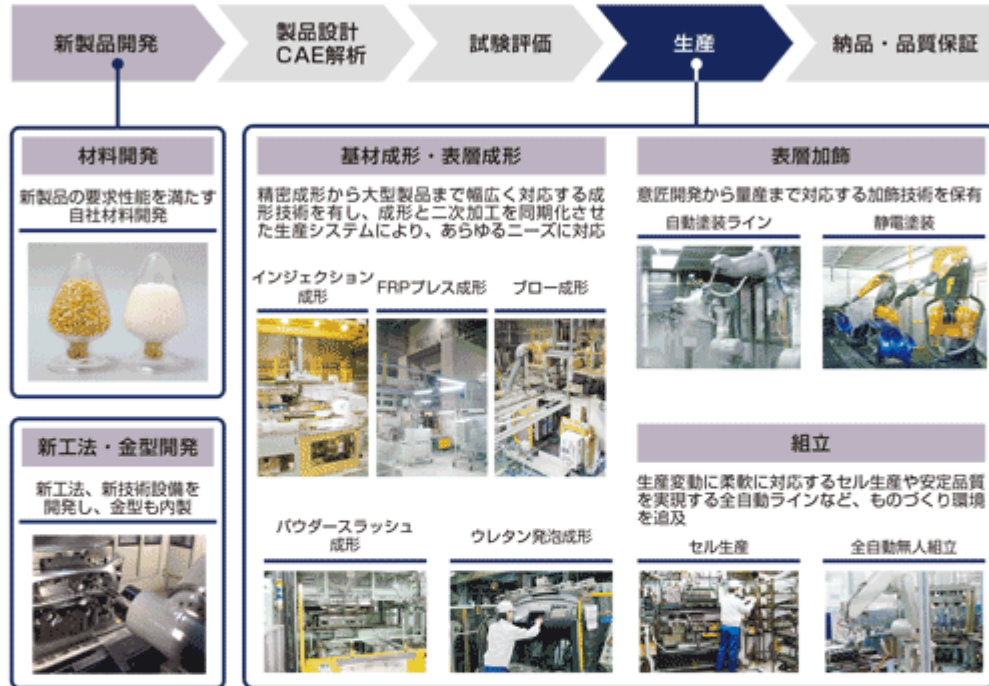 新製品開発
製品設計
CAE解析
試験評価
生産
納品・品質保証
材料開発
新製品の要求性能を満たす
自社材料開発
新工法・金型開発
新工法、新技術設備を
開発し、金型も内製
基材成形・表層成形
精密成形から大型製品まで幅広く対応する成
形技術を有し、成形と二次加工を同期化させ
た生産システムにより、あらゆるニーズに対応
インジェクション
成形
FRPプレス成形
ブロー成形
パウダースラッシュ
成形
ウレタン発泡成形
表層加飾
意匠開発から量産まで対応する加飾技術を保有
自動塗装ライン
静電塗装
組立
生産変動に柔軟に対応するセル生産や安定品質
を実現する全自動ラインなど、ものづくり環境
を追及
セル生産
全自動無人組立